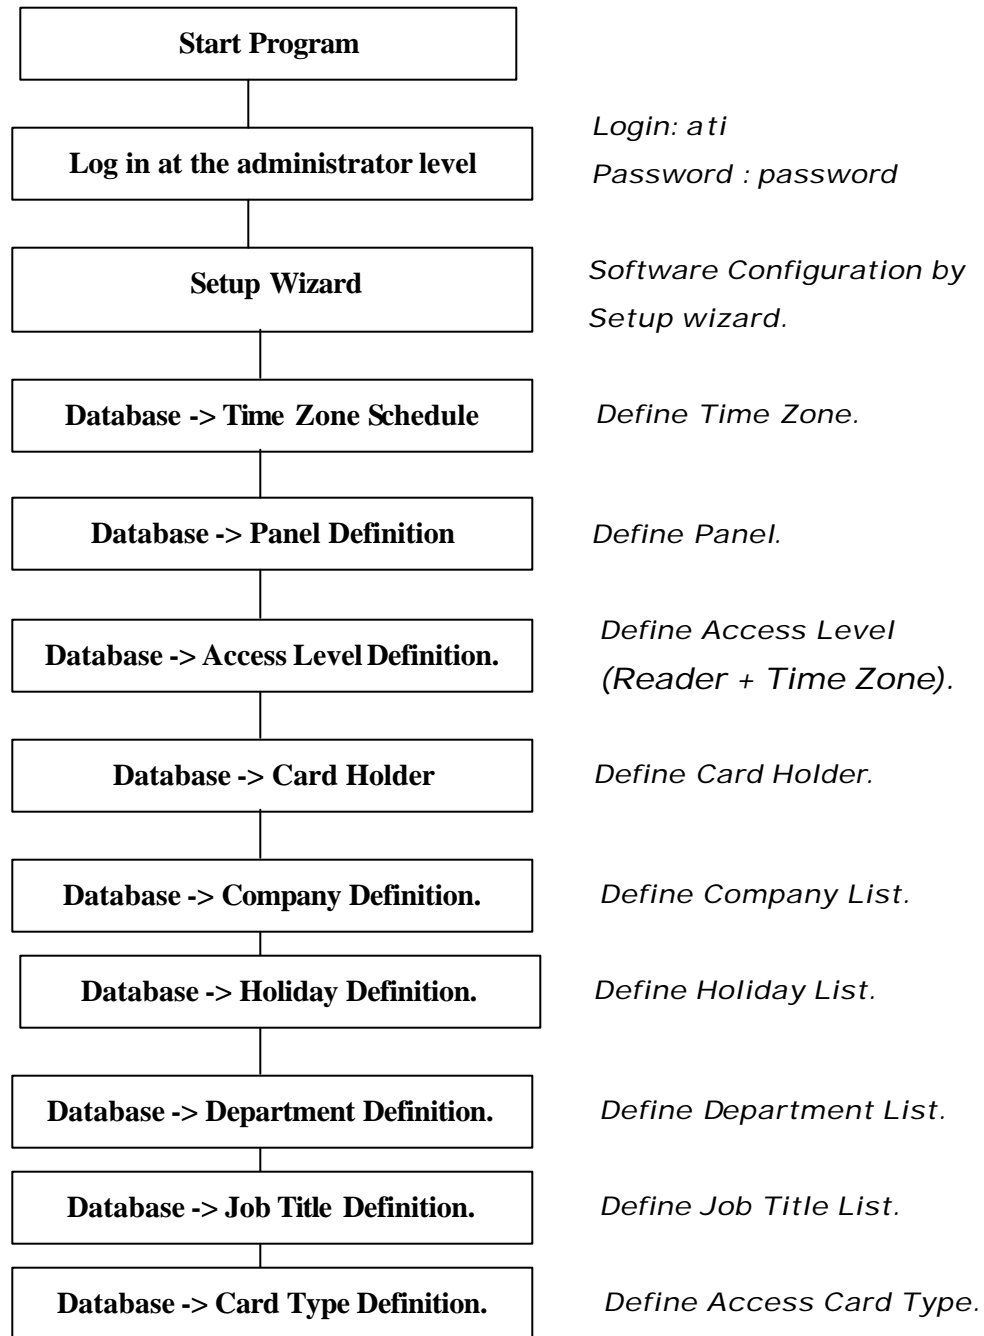 Start Program
Log in at the administrator level
Login: ati
Password : password
Setup Wizard
Software Configuration by
Setup wizard.
Database -> Time Zone Schedule
Define Time Zone.
Database -> Panel Definition
Define Panel.
Database -> Access Level Definition.
Define Access Level
(Reader + Time Zone).
Database -> Card Holder
Define Card Holder.
Database -> Company Definition.
Define Company List.
Database -> Holiday Definition.
Define Holiday List.
Database -> Department Definition.
Define Department List.
Database -> Job Title Definition.
Define Job Title List.
Database -> Card Type Definition.
Define Access Card Type.